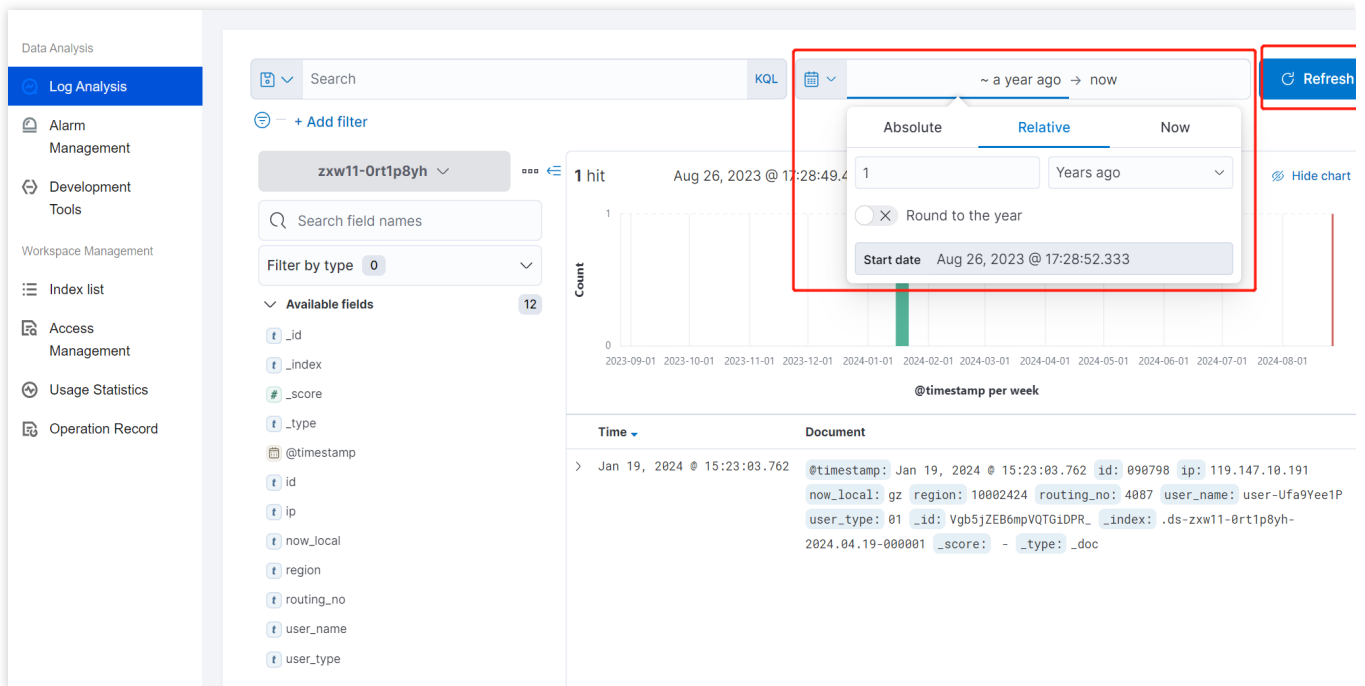 Data Analysis
Log Analysis
Alarm
Management
Development
Tools
Workspace Management
Index list
Access
Management
Usage Statistics
Operation Record
Search
KQL
~ a year ago → now
Refresh
+ Add filter
Absolute
Relative
Now
1
Years ago
Round to the year
Start date Aug 26, 2023 @ 17:28:52.333
zxw11-0rt1p8yh
Search field names
Filter by type 0
Available fields 12
t _id
t _index
# _score
t _type
@timestamp
t id
t ip
t now_local
t region
t routing_no
t user_name
t user_type
1 hit
Aug 26, 2023 @ 17:28:49.4
Hide chart
Count
1
0
2023-09-01 2023-10-01 2023-11-01 2023-12-01 2024-01-01 2024-02-01 2024-03-01 2024-04-01 2024-05-01 2024-06-01 2024-07-01 2024-08-01
@timestamp per week
Time Document
Jan 19, 2024 @ 15:23:03.762
@timestamp: Jan 19, 2024 @ 15:23:03.762 id: 090798 ip: 119.147.10.191
now_local: gz region: 10002424 routing_no: 4087 user_name: user-Ufa9Yee1P
user_type: 01 _id: Vgb5jZEB6mpVQTGiDPR_ _index: .ds-zxw11-0rt1p8yh-
2024.04.19-000001 _score: - _type: _doc